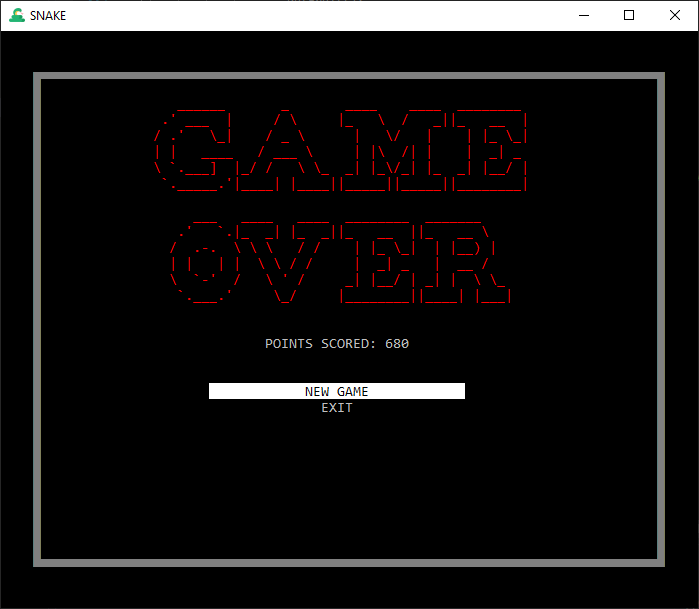 SNAKE
GAME
OVER
POINTS SCORED: 680
NEW GAME
EXIT